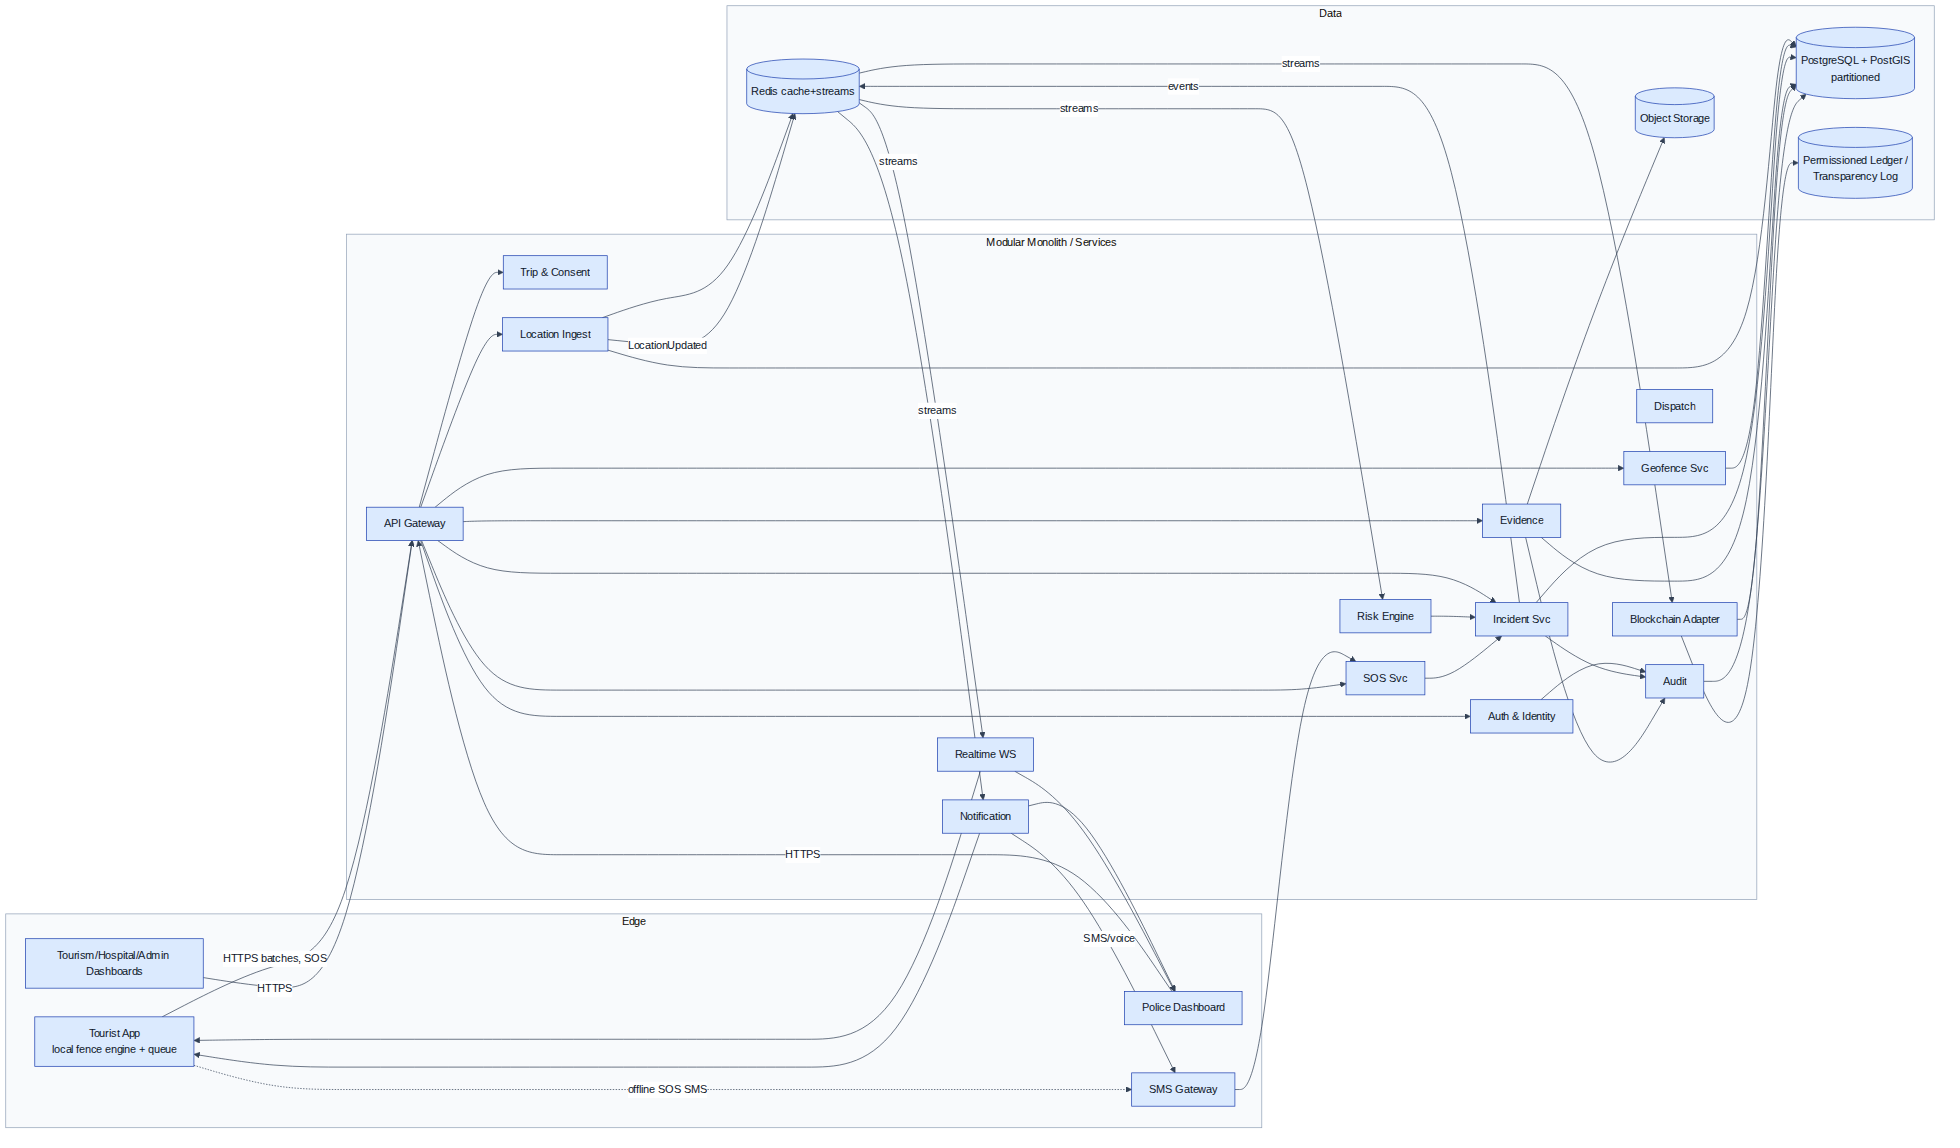 Data
Redis cache+streams
streams
events
streams
streams
Object Storage
PostgreSQL + PostGIS
partitioned
Permissioned Ledger /
Transparency Log
Modular Monolith / Services
Trip & Consent
Location Ingest
LocationUpdated
streams
Dispatch
Geofence Svc
API Gateway
Evidence
Risk Engine
Incident Svc
Blockchain Adapter
SOS Svc
Audit
Auth & Identity
Realtime WS
Notification
HTTPS
Edge
Tourism/Hospital/Admin
Dashboards
HTTPS batches, SOS
HTTPS
SMS/voice
Police Dashboard
Tourist App
local fence engine + queue
offline SOS SMS
SMS Gateway